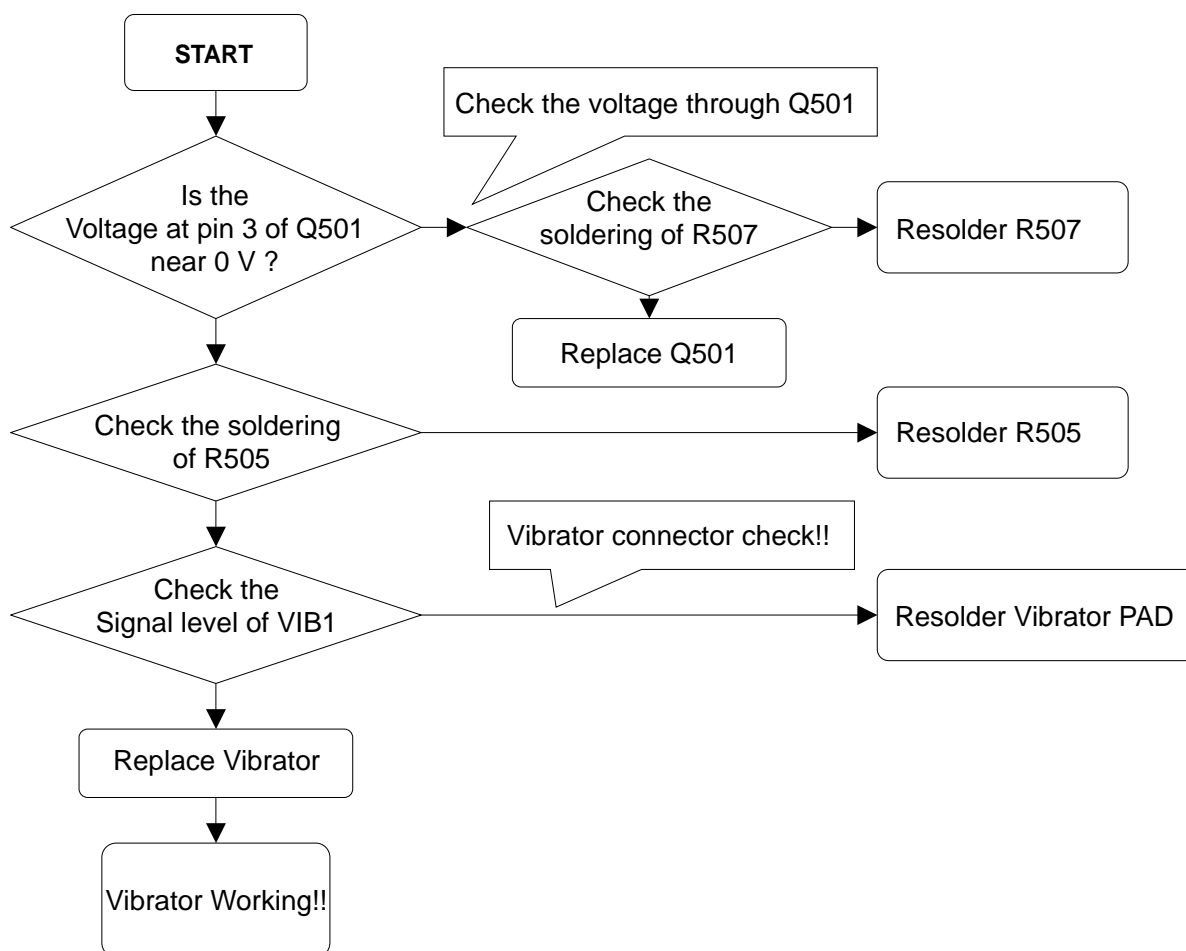 START
Check the voltage through Q501
Is the
Voltage at pin 3 of Q501
near 0 V ?
Check the
soldering of R507
Resolder R507
Replace Q501
Check the soldering
of R505
Resolder R505
Vibrator connector check!!
Check the
Signal level of VIB1
Resolder Vibrator PAD
Replace Vibrator
Vibrator Working!!